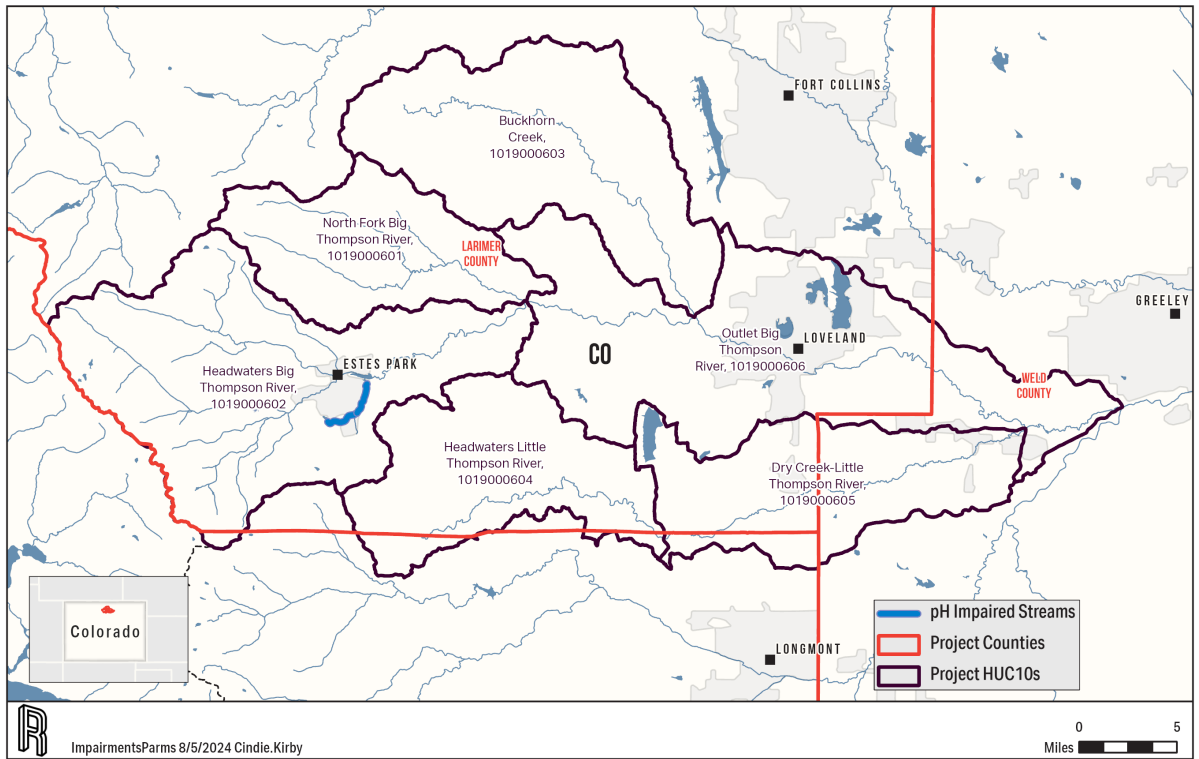 FORT COLLINS
Buckhorn
Creek,
1019000603
North Fork Big
Thompson River,
1019000601
LARIMER
COUNTY
GREELEY
Outlet Big
Thompson
River, 1019000606
LOVELAND
CO
ESTES PARK
Headwaters Big
Thompson River,
1019000602
WELD
COUNTY
Headwaters Little
Thompson River,
1019000604
Dry Creek-Little
Thompson River,
1019000605
Colorado
LONGMONT
pH Impaired Streams
Project Counties
Project HUC10s
R
ImpairmentsParms 8/5/2024 Cindie.Kirby
0 5
Miles